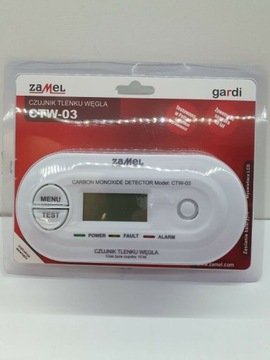 ZAMEL
gardi
CZUJNIK TLENKU WĘGLA
CTW-03
ZAMEL
CARBON MONOXIDE DETECTOR Model: CTW-03
MENU
TEST
POWER
FAULT
ALARM
CZUJNIK TLENKU WĘGLA
www.zamel.com